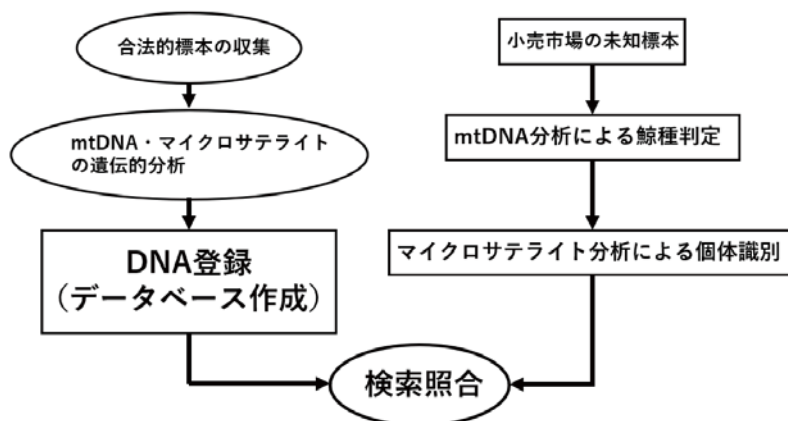 合法的標本の収集
mtDNA・マイクロサテライト
の遺伝的分析
DNA登録
（データベース作成）
小売市場の未知標本
mtDNA分析による鯨種判定
マイクロサテライト分析による個体識別
検索照合